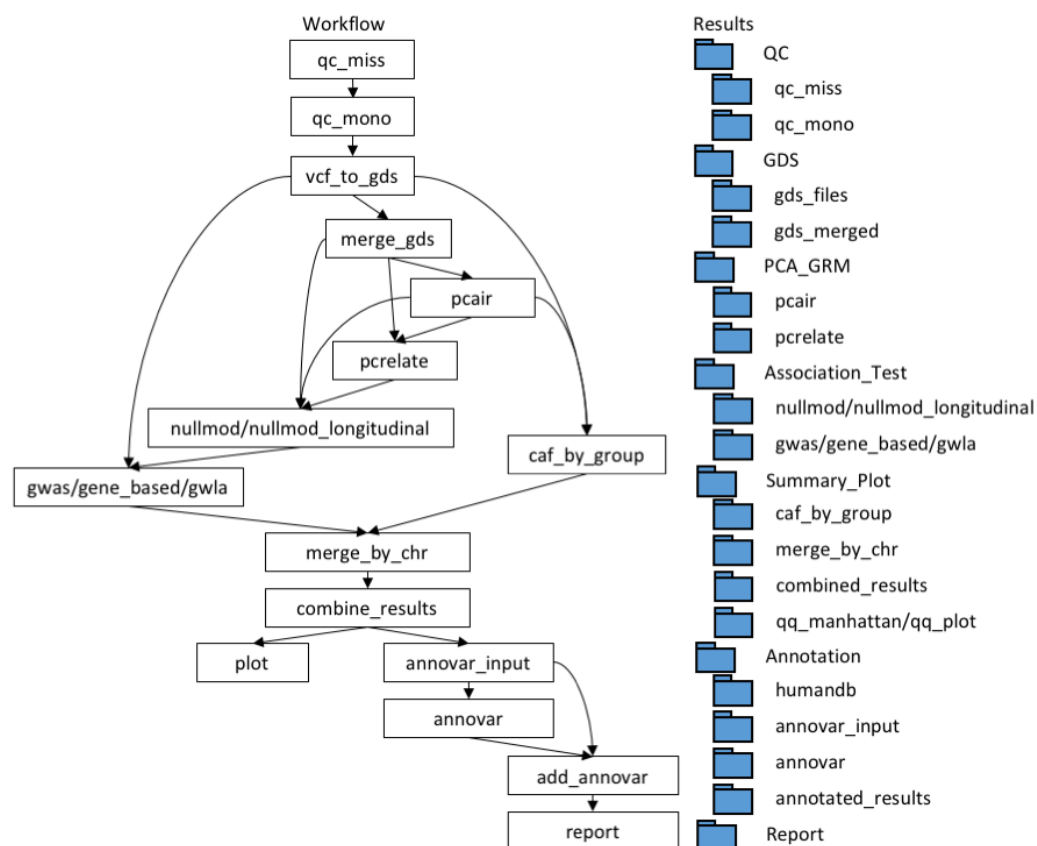 Workflow
qc_miss
qc_mono
vcf_to_gds
merge_gds
pcair
pcrelate
nullmod/nullmod_longitudinal
caf_by_group
gwas/gene_based/gwla
merge_by_chr
combine_results
plot
annovar_input
annovar
add_annovar
report
Results
QC
qc_miss
qc_mono
GDS
gds_files
gds_merged
PCA_GRM
pcair
pcrelate
Association_Test
nullmod/nullmod_longitudinal
gwas/gene_based/gwla
Summary_Plot
caf_by_group
merge_by_chr
combined_results
qq_manhattan/qq_plot
Annotation
humandb
annovar_input
annovar
annotated_results
Report